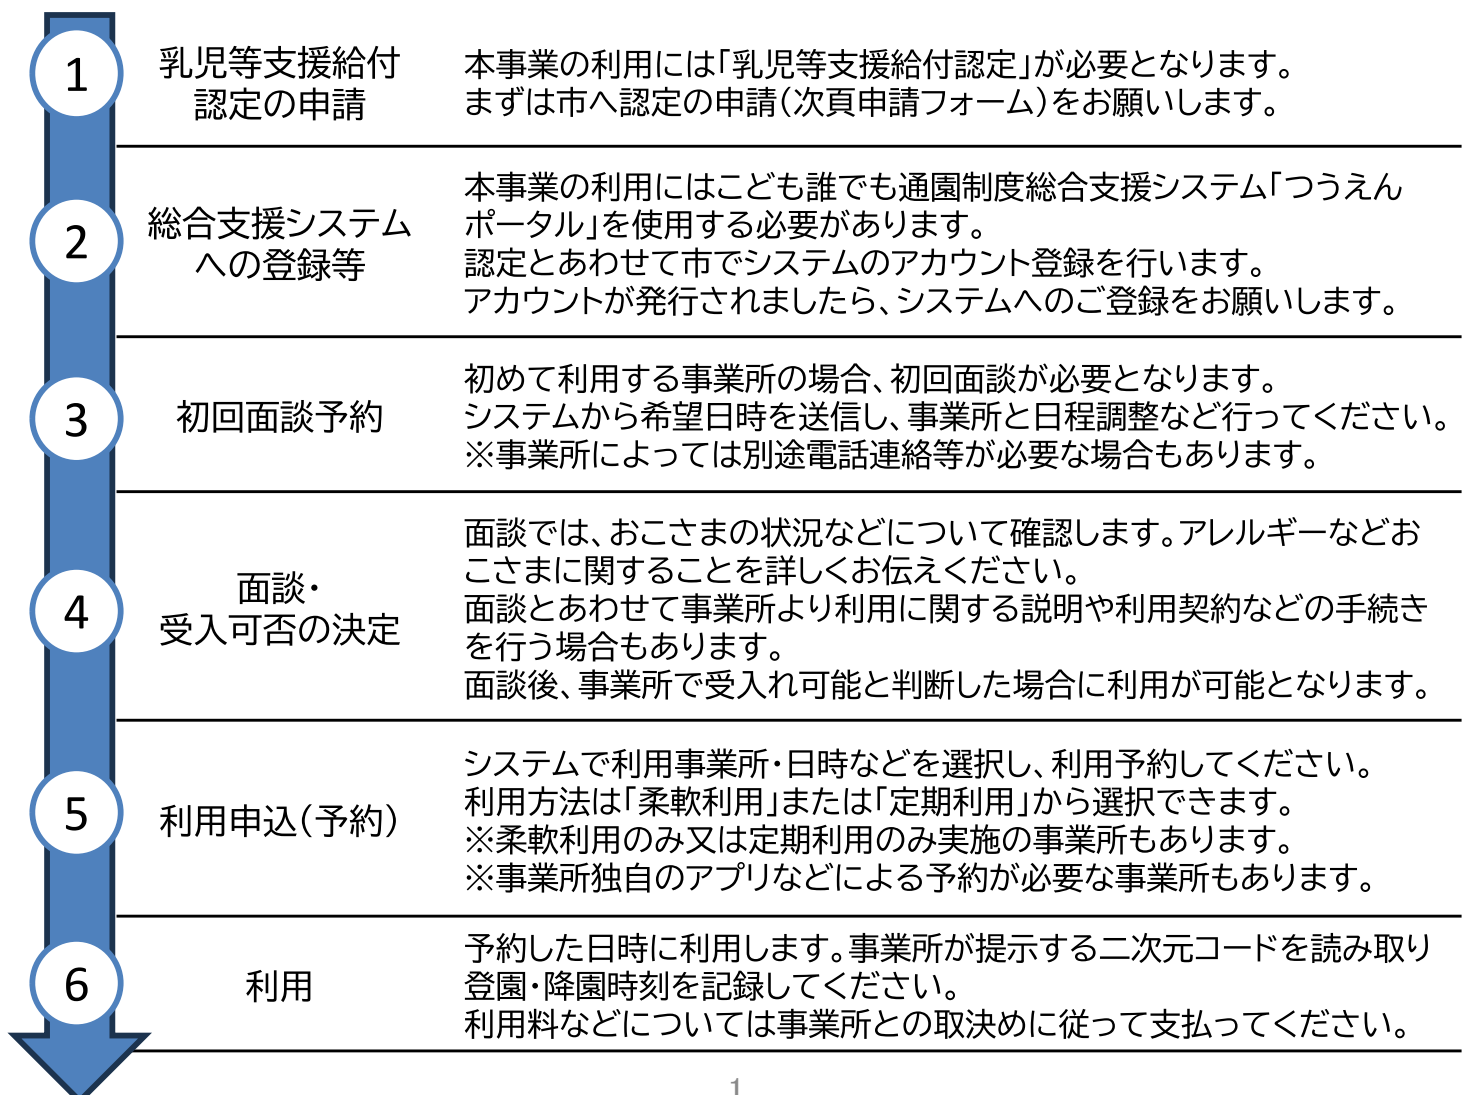 1
乳児等支援給付
認定の申請
本事業の利用には「乳児等支援給付認定」が必要となります。
まずは市へ認定の申請（次頁申請フォーム）をお願いします。
2
総合支援システム
への登録等
本事業の利用にはこども誰でも通園制度総合支援システム「つうえん
ポータル」を使用する必要があります。
認定とあわせて市でシステムのアカウント登録を行います。
アカウントが発行されましたら、システムへのご登録をお願いします。
3
初回面談予約
初めて利用する事業所の場合、初回面談が必要となります。
システムから希望日時を送信し、事業所と日程調整など行ってください。
※事業所によっては別途電話連絡等が必要な場合もあります。
4
面談・
受入可否の決定
面談では、おこさまの状況などについて確認します。アレルギーなどお
こさまに関することを詳しくお伝えください。
面談とあわせて事業所より利用に関する説明や利用契約などの手続き
を行う場合もあります。
面談後、事業所で受入れ可能と判断した場合に利用が可能となります。
5
利用申込（予約）
システムで利用事業所・日時などを選択し、利用予約してください。
利用方法は「柔軟利用」または「定期利用」から選択できます。
※柔軟利用のみ又は定期利用のみ実施の事業所もあります。
※事業所独自のアプリなどによる予約が必要な事業所もあります。
6
利用
予約した日時に利用します。事業所が提示する二次元コードを読み取り
登園・降園時刻を記録してください。
利用料などについては事業所との取決めに従って支払ってください。
1